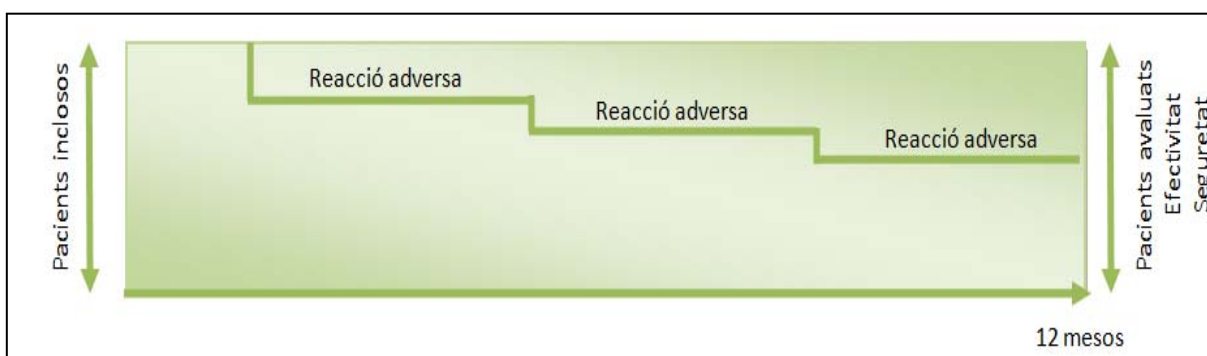 Pacients inclosos
Reacció adversa
Reacció adversa
Reacció adversa
Pacients avaluats
Efectivitat
Seguretat
12 mesos